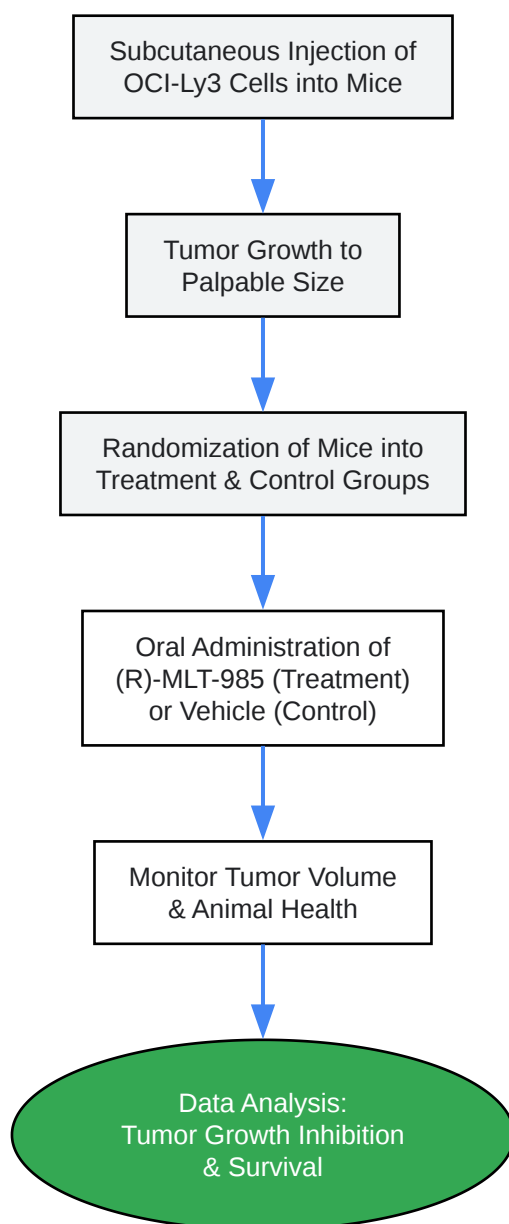 Subcutaneous Injection of
OCI-Ly3 Cells into Mice
Tumor Growth to
Palpable Size
Randomization of Mice into
Treatment & Control Groups
Oral Administration of
(R)-MLT-985 (Treatment)
or Vehicle (Control)
Monitor Tumor Volume
& Animal Health
Data Analysis:
Tumor Growth Inhibition
& Survival